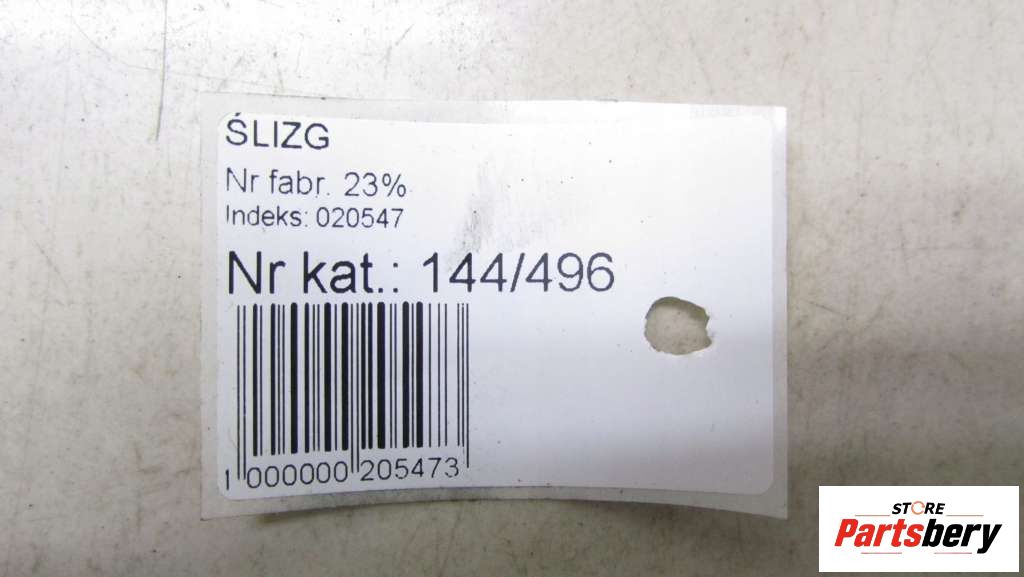 ŚLIZG
Nr fabr. 23%
Indeks: 020547
Nr kat.: 144/496
1 000000 205473
STORE
Partsbery